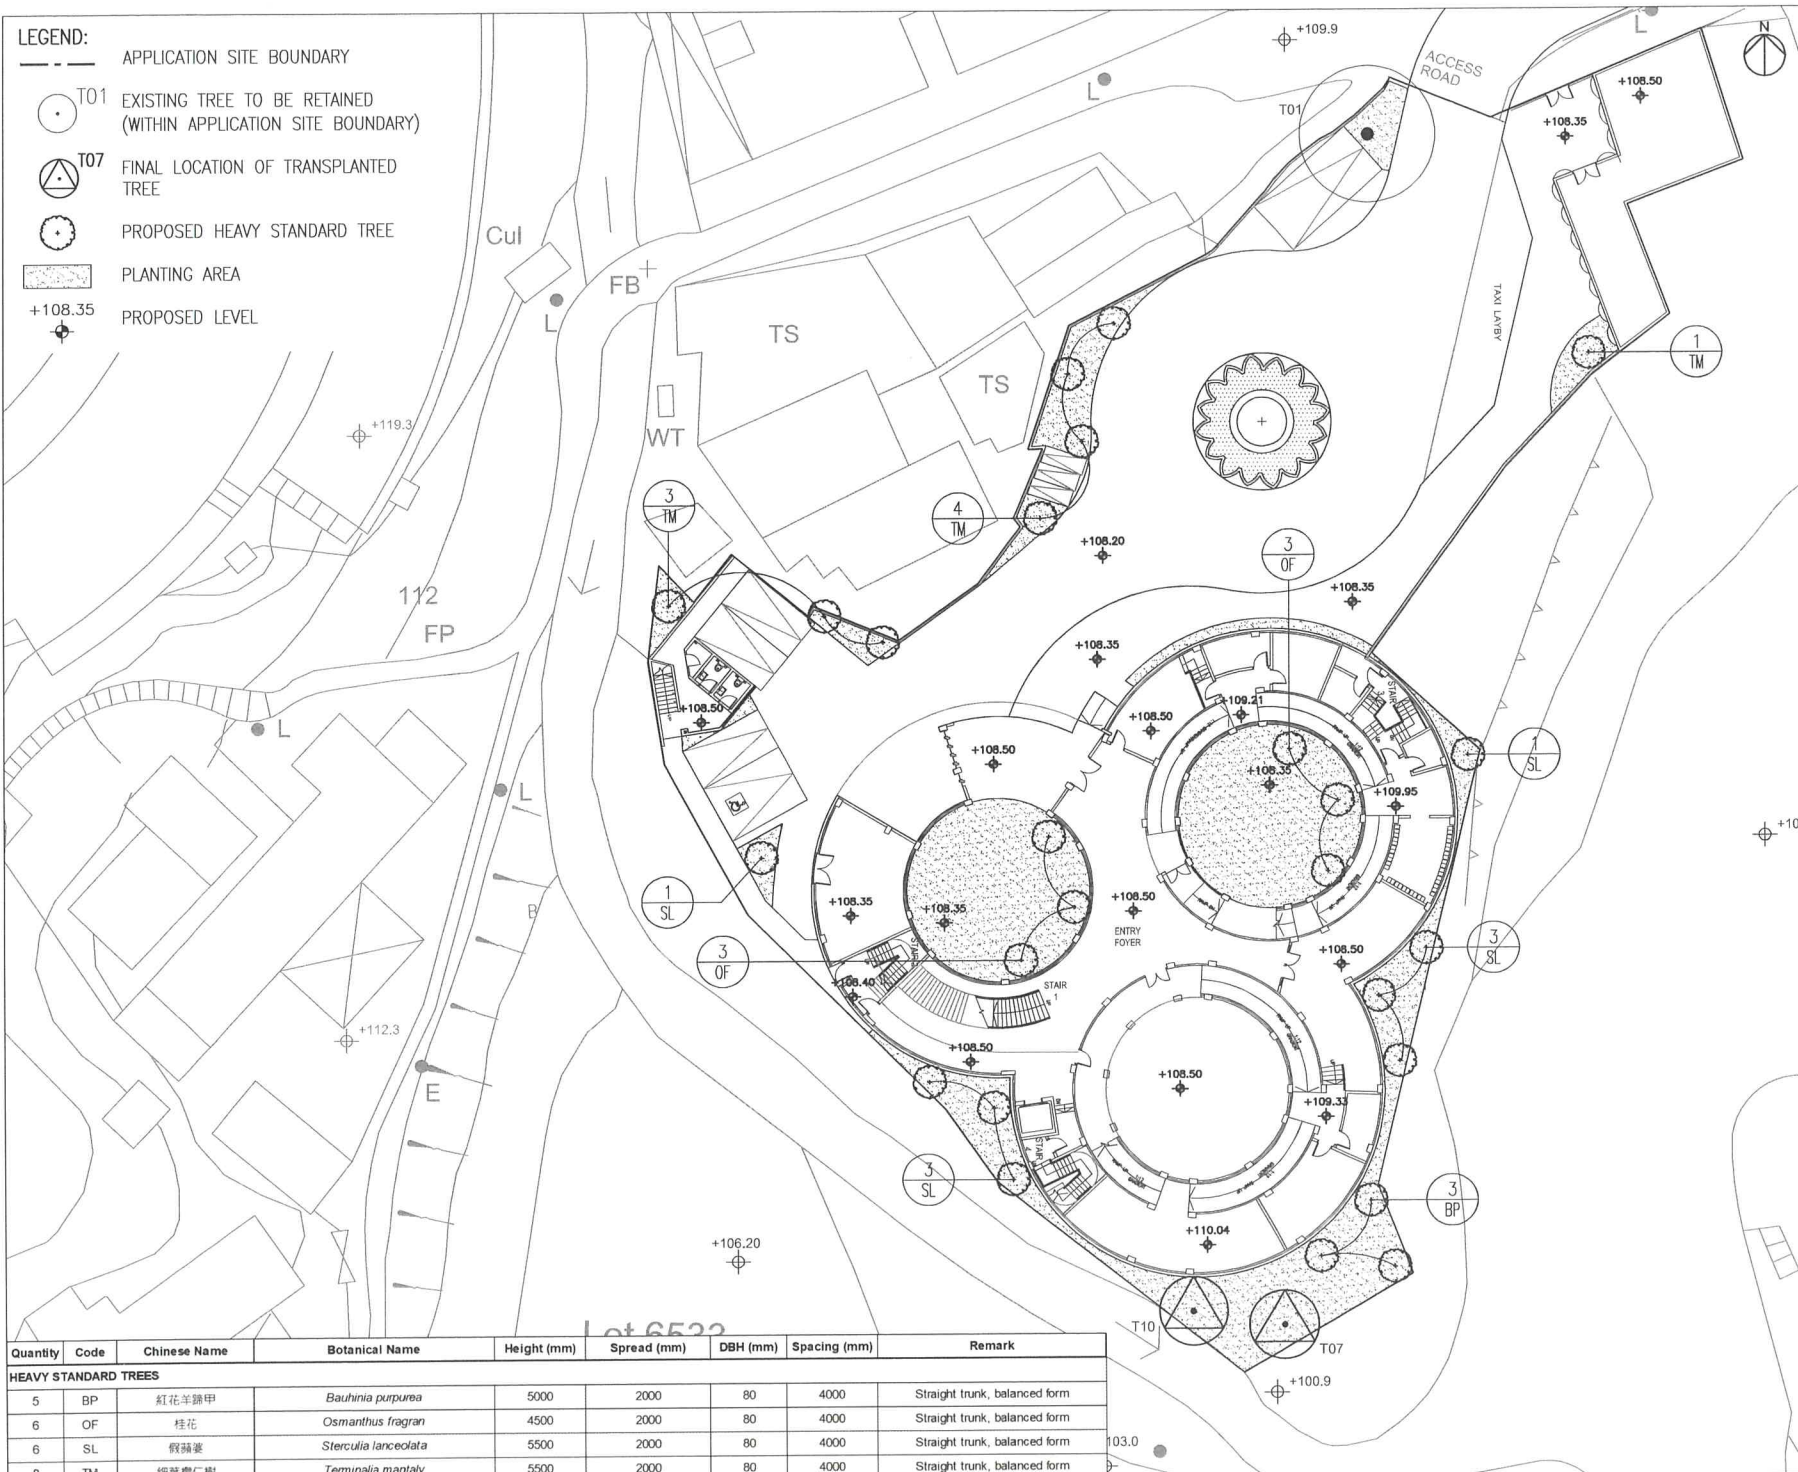 LEGEND:
APPLICATION SITE BOUNDARY
T01
EXISTING TREE TO BE RETAINED
(WITHIN APPLICATION SITE BOUNDARY)
T07
FINAL LOCATION OF TRANSPLANTED
TREE
PROPOSED HEAVY STANDARD TREE
PLANTING AREA
+108.35
PROPOSED LEVEL
+109.9
L
N
ACCESS
ROAD
+108.50
L
T01
+108.35
Cul
FB
L
TS
TAXI LAYBY
1
TM
TS
+119.3
WT
3
TM
4
TM
+108.20
3
OF
112
FP
+108.35
+108.35
STAIR
3
+108.50
+109.21
+108.50
L
+108.50
1
SL
+108.35
L
+109.95
+10
1
SL
+108.35
+108.35
+108.50
ENTRY
FOYER
B
3
OF
STAIR
+108.50
3
SL
+108.40
STAIR
1
+112.3
+108.50
+108.50
E
+109.33
STAIR
3
SL
3
BP
+110.04
+106.20
T10
T07
Lot 6533
+100.9
Quantity Code Chinese Name Botanical Name Height (mm) Spread (mm) DBH (mm) Spacing (mm) Remark
HEAVY STANDARD TREES
5 BP 紅花羊蹄甲 Bauhinia purpurea 5000 2000 80 4000 Straight trunk, balanced form
6 OF 桂花 Osmanthus fragran 4500 2000 80 4000 Straight trunk, balanced form
6 SL 假蘋婆 Sterculia lanceolata 5500 2000 80 4000 Straight trunk, balanced form
TM Terminalia mantaly 5500 2000 80 4000 Straight trunk, balanced form
103.0